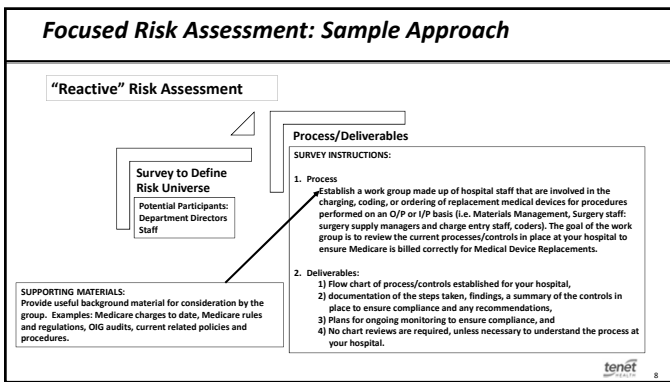 Focused Risk Assessment: Sample Approach
“Reactive” Risk Assessment
Survey to Define
Risk Universe
Potential Participants:
Department Directors
Staff
SUPPORTING MATERIALS:
Provide useful background material for consideration by the
group. Examples: Medicare charges to date, Medicare rules
and regulations, OIG audits, current related policies and
procedures.
Process/Deliverables
SURVEY INSTRUCTIONS:
1. Process
Establish a work group made up of hospital staff that are involved in the
charging, coding, or ordering of replacement medical devices for procedures
performed on an O/P or I/P basis (i.e. Materials Management, Surgery staff:
surgery supply managers and charge entry staff, coders). The goal of the work
group is to review the current processes/controls in place at your hospital to
ensure Medicare is billed correctly for Medical Device Replacements.
2. Deliverables:
1) Flow chart of process/controls established for your hospital,
2) documentation of the steps taken, findings, a summary of the controls in
place to ensure compliance and any recommendations,
3) Plans for ongoing monitoring to ensure compliance, and
4) No chart reviews are required, unless necessary to understand the process at
your hospital.
tenet
HEALTH
8